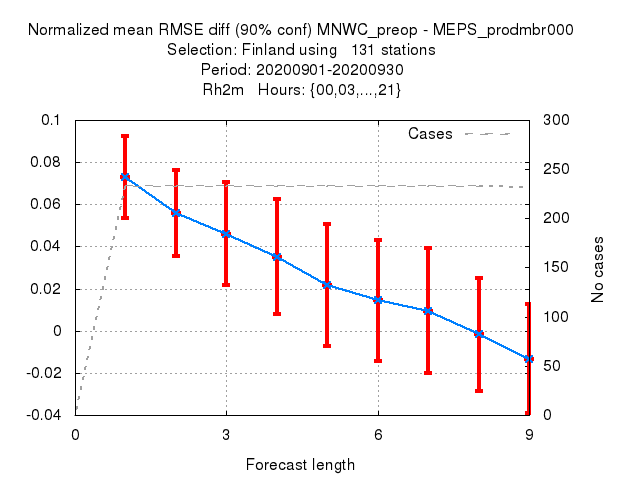 Normalized mean RMSE diff (90% conf) MNWC_preop - MEPS_prodmbr000
Selection: Finland using 131 stations
Period: 20200901-20200930
Rh2m Hours: {00,03,...,21}
Cases
0.1
0.08
0.06
0.04
0.02
0
-0.02
-0.04
300
250
200
150
100
50
0
No cases
0 3 6 9
Forecast length